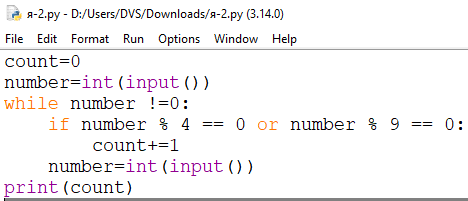 я-2.py - D:/Users/DVS/Downloads/я-2.py (3.14.0)
File Edit Format Run Options Window Help
count=0
number=int(input())
while number !=0:
    if number % 4 == 0 or number % 9 == 0:
        count+=1
    number=int(input())
print(count)